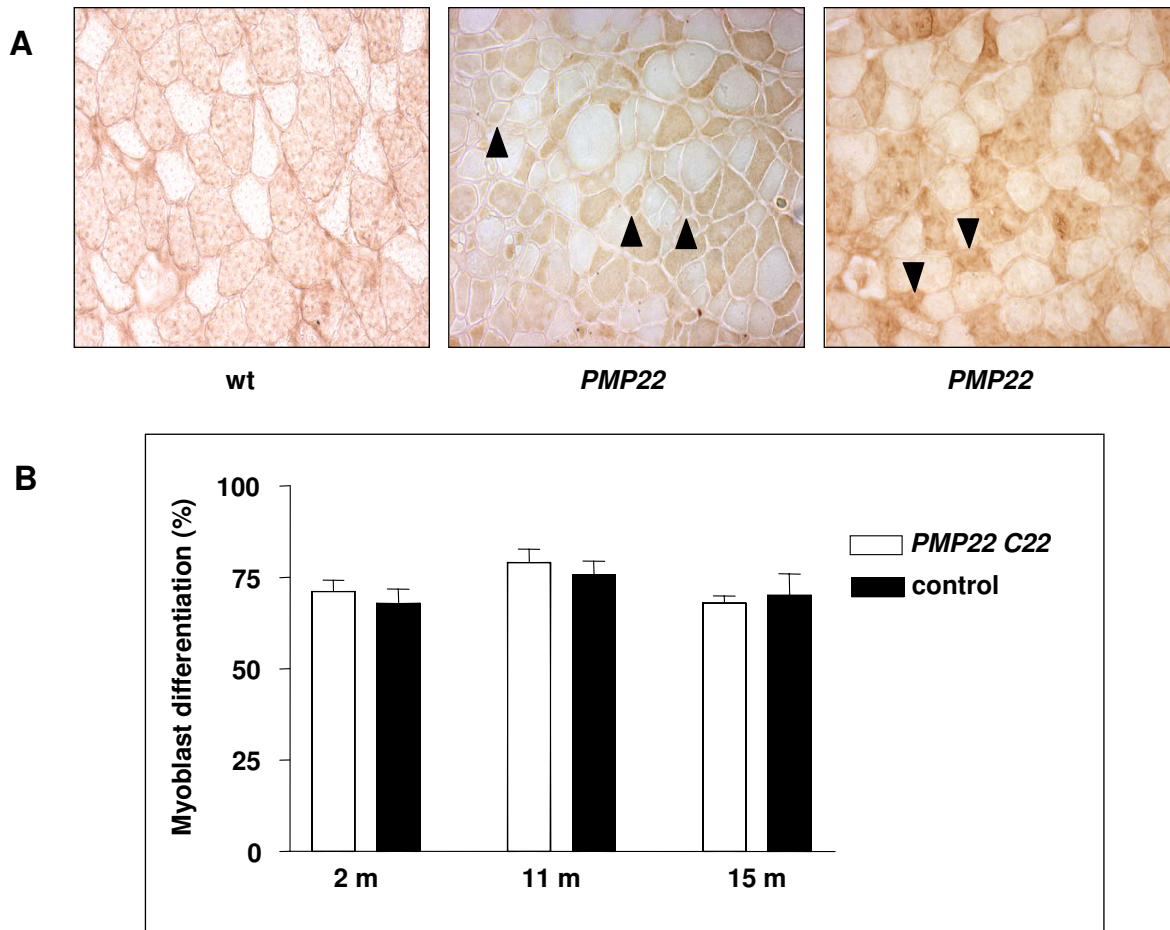 A
wt
PMP22
PMP22
B
Myoblast differentiation (%)
100
75
50
25
0
2 m
11 m
15 m
PMP22 C22
control